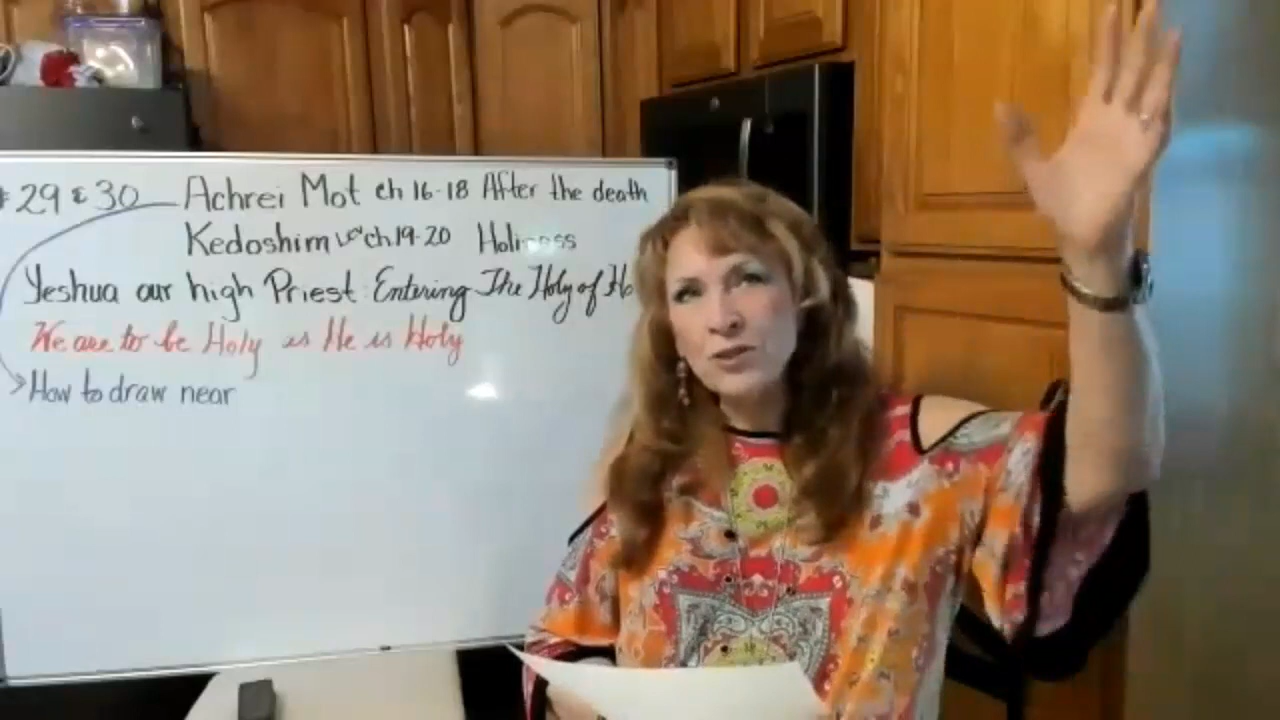 29 & 30 Achrei Mot ch 16-18 After the death
Kedoshim ch 19-20 Holiness
Yeshua our high Priest: Entering The Holy of Ho
We are to be Holy as He is Holy
How to draw near